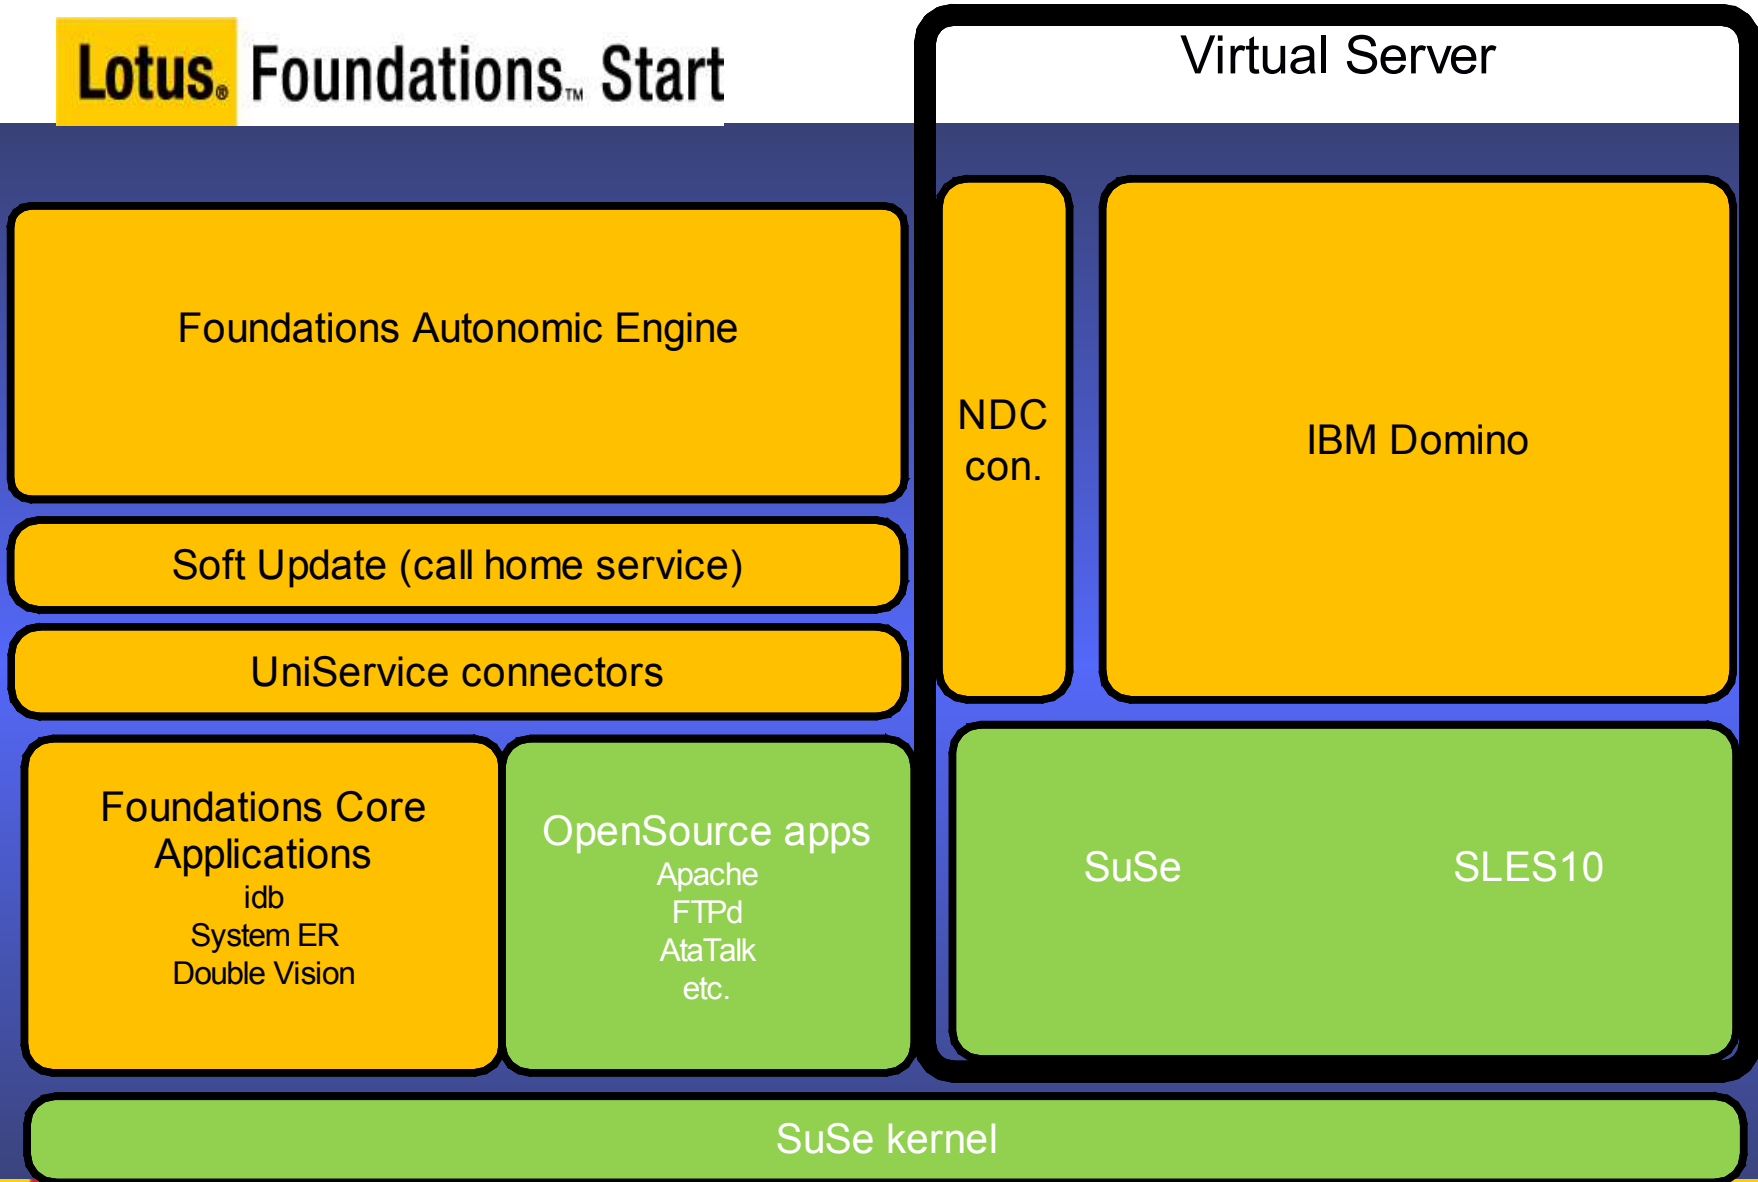 Lotus® Foundations™ Start
Virtual Server
Foundations Autonomic Engine
Soft Update (call home service)
UniService connectors
Foundations Core
Applications
idb
System ER
Double Vision
OpenSource apps
Apache
FTPd
AtaTalk
etc.
NDC
con.
IBM Domino
SuSe SLES10
SuSe kernel